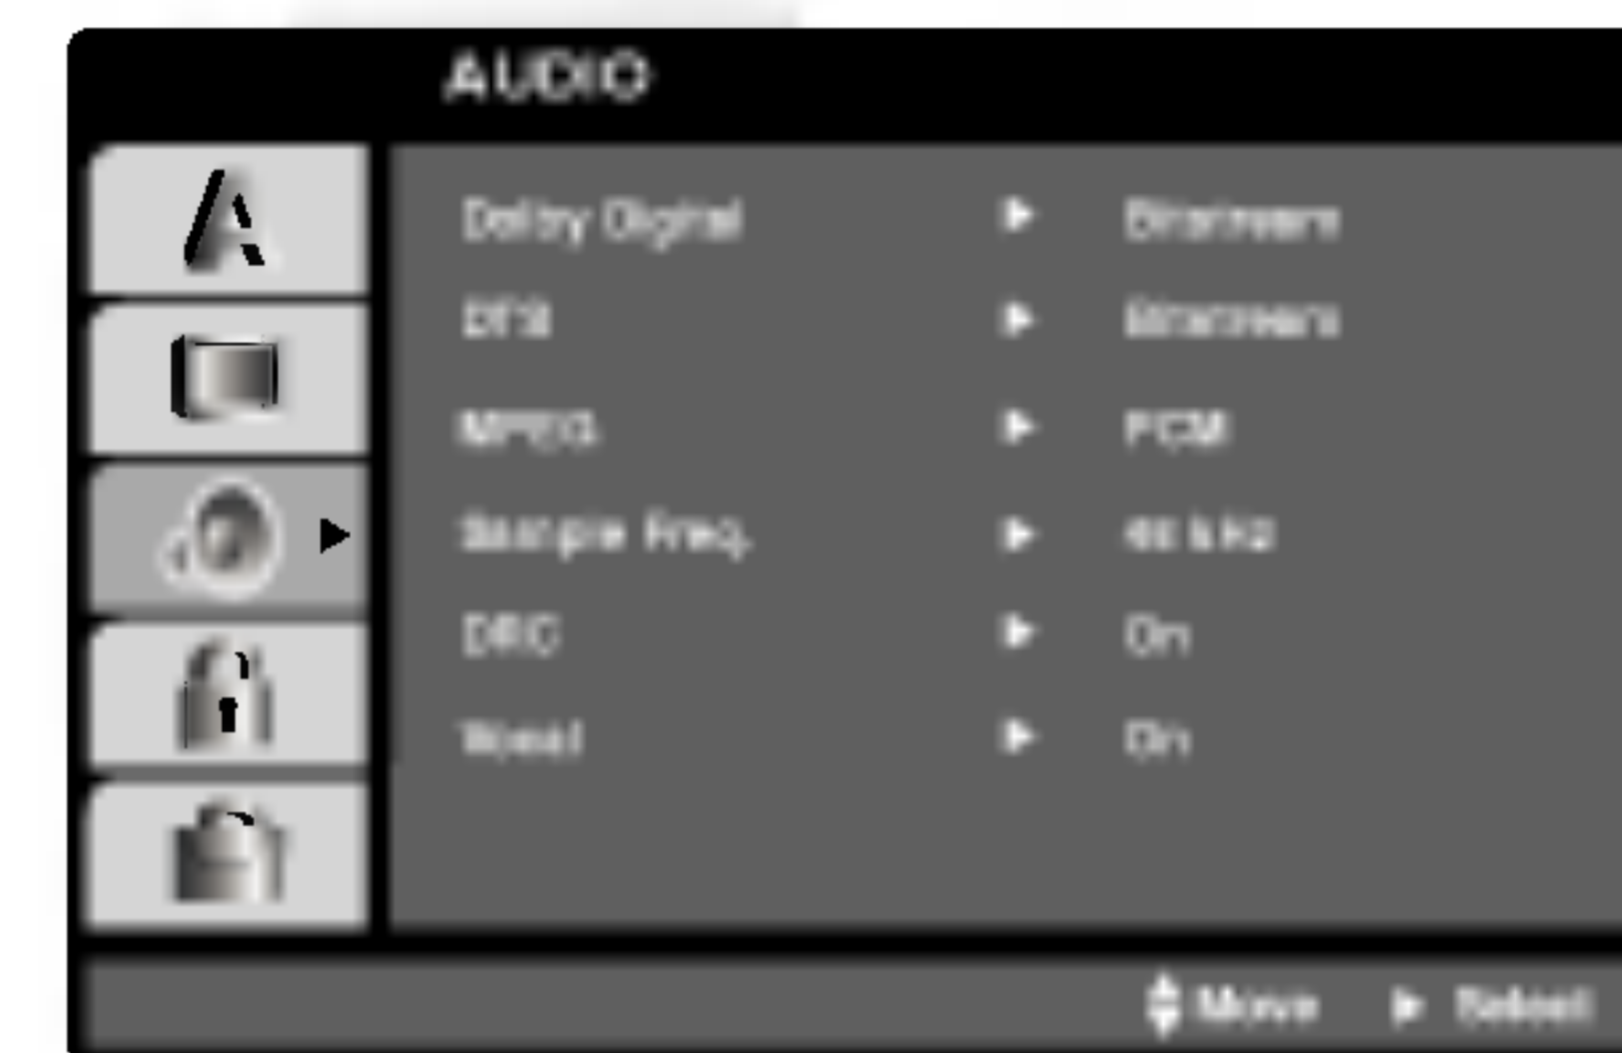 AUDIO
Dolby Digital Bitstream
DTS Bitstream
MPEG PCM
Sample Freq. 48 kHz
DRC On
Vocal On
Move Select